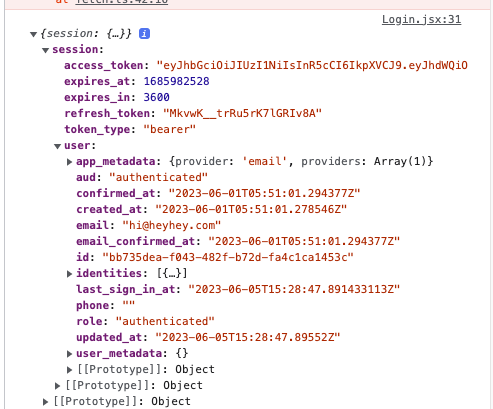 at fetch.ts:42:18
Login.jsx:31
▼{session: {…}} i
▼session:
access_token: "eyJhbGciOiJIUzI1NiIsInR5cCI6IkpXVCJ9.eyJhdWQiO
expires_at: 1685982528
expires_in: 3600
refresh_token: "MkvwK__trRu5rK7lGRIv8A"
token_type: "bearer"
▼user:
▶app_metadata: {provider: 'email', providers: Array(1)}
aud: "authenticated"
confirmed_at: "2023-06-01T05:51:01.294377Z"
created_at: "2023-06-01T05:51:01.278546Z"
email: "hi@heyhey.com"
email_confirmed_at: "2023-06-01T05:51:01.294377Z"
id: "bb735dea-f043-482f-b72d-fa4c1ca1453c"
▶identities: [{…}]
last_sign_in_at: "2023-06-05T15:28:47.891433113Z"
phone: ""
role: "authenticated"
updated_at: "2023-06-05T15:28:47.89552Z"
▶user_metadata: {}
▶[[Prototype]]: Object
▶[[Prototype]]: Object
▶[[Prototype]]: Object